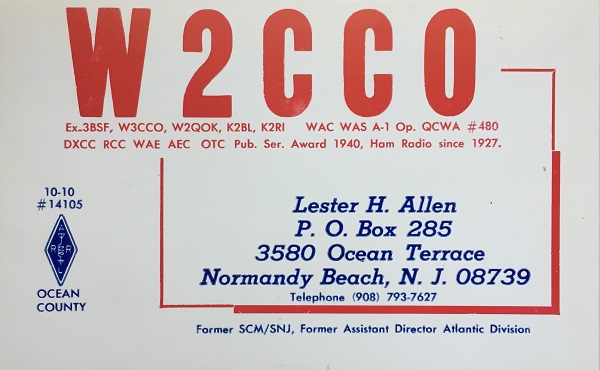 W2CCO
Ex-3BSF, W3CCO, W2QOK, K2BL, K2RI WAC WAS A-1 Op. QCWA #480
DXCC RCC WAE AEC OTC Pub. Ser. Award 1940, Ham Radio since 1927.
10-10
#14105
A
R R
L
OCEAN
COUNTY
Lester H. Allen
P. O. Box 285
3580 Ocean Terrace
Normandy Beach, N. J. 08739
Telephone (908) 793-7627
Former SCM/SNJ, Former Assistant Director Atlantic Division